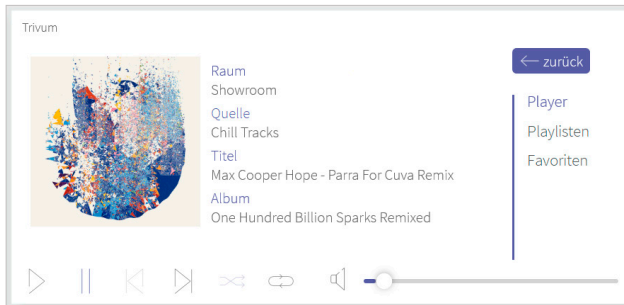 Trivum
Raum
Showroom
Quelle
Chill Tracks
Titel
Max Cooper Hope - Parra For Cuva Remix
Album
One Hundred Billion Sparks Remixed
← zurück
Player
Playlisten
Favoriten